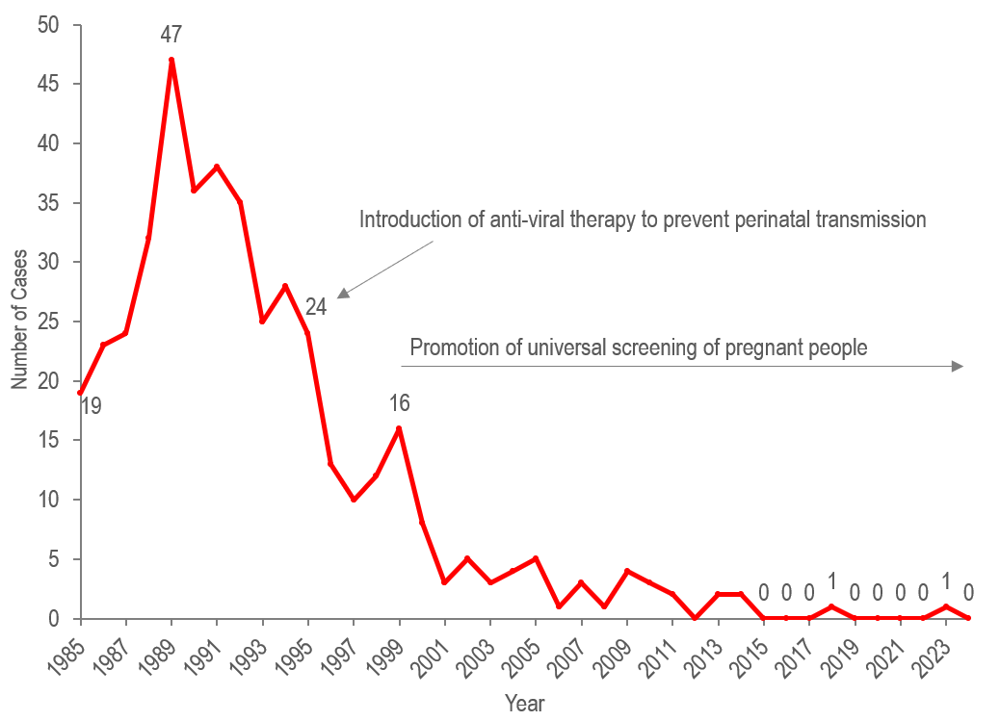 50
47
45
40
35
30
25
20
15
10
5
0
Number of Cases
19
24
16
Introduction of anti-viral therapy to prevent perinatal transmission
Promotion of universal screening of pregnant people
0 0 0 1 0 0 0 0 1 0
1985 1987 1989 1991 1993 1995 1997 1999 2001 2003 2005 2007 2009 2011 2013 2015 2017 2019 2021 2023
Year